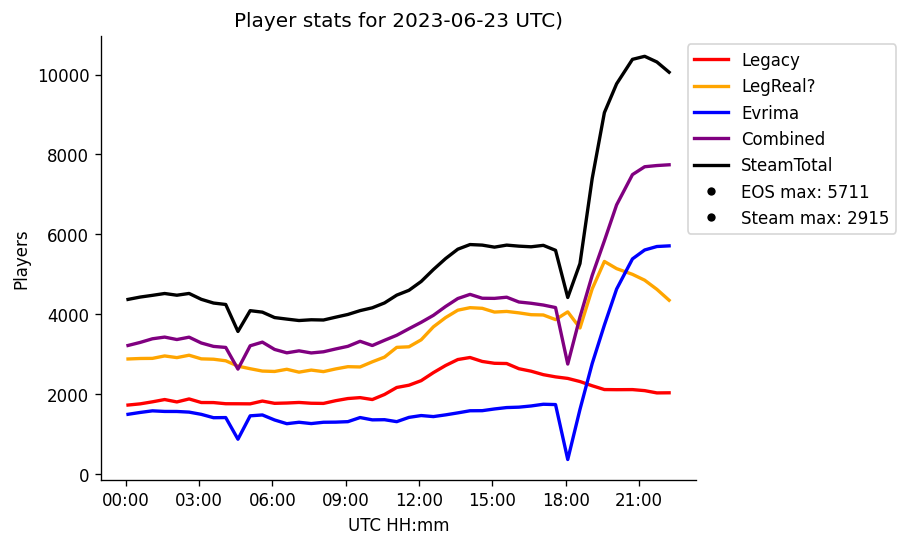 Player stats for 2023-06-23 UTC)
10000
8000
6000
4000
2000
0
Players
00:00 03:00 06:00 09:00 12:00 15:00 18:00 21:00
UTC HH:mm
Legacy
LegReal?
Evrima
Combined
SteamTotal
EOS max: 5711
Steam max: 2915